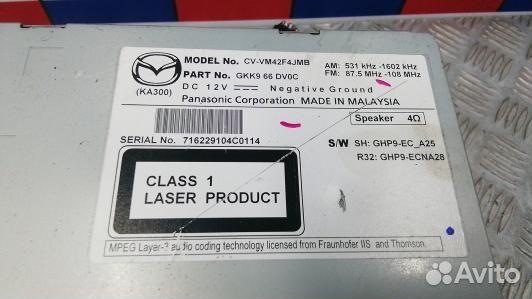 MODEL No. CV-VM42F4JMB
AM: 531 kHz -1602 kHz
PART No. GKK9 66 DV0C
FM: 87.5 MHz -108 MHz
(KA300)
DC 12V Negative Ground
Panasonic Corporation MADE IN MALAYSIA
Speaker 4Ω
SERIAL No. 716229104C0114
S/W SH: GHP9-EC_A25
R32: GHP9-ECNA28
CLASS 1
LASER PRODUCT
MPEG Layer-3 audio coding technology licensed from Fraunhofer IIS and Thomson.
Avito